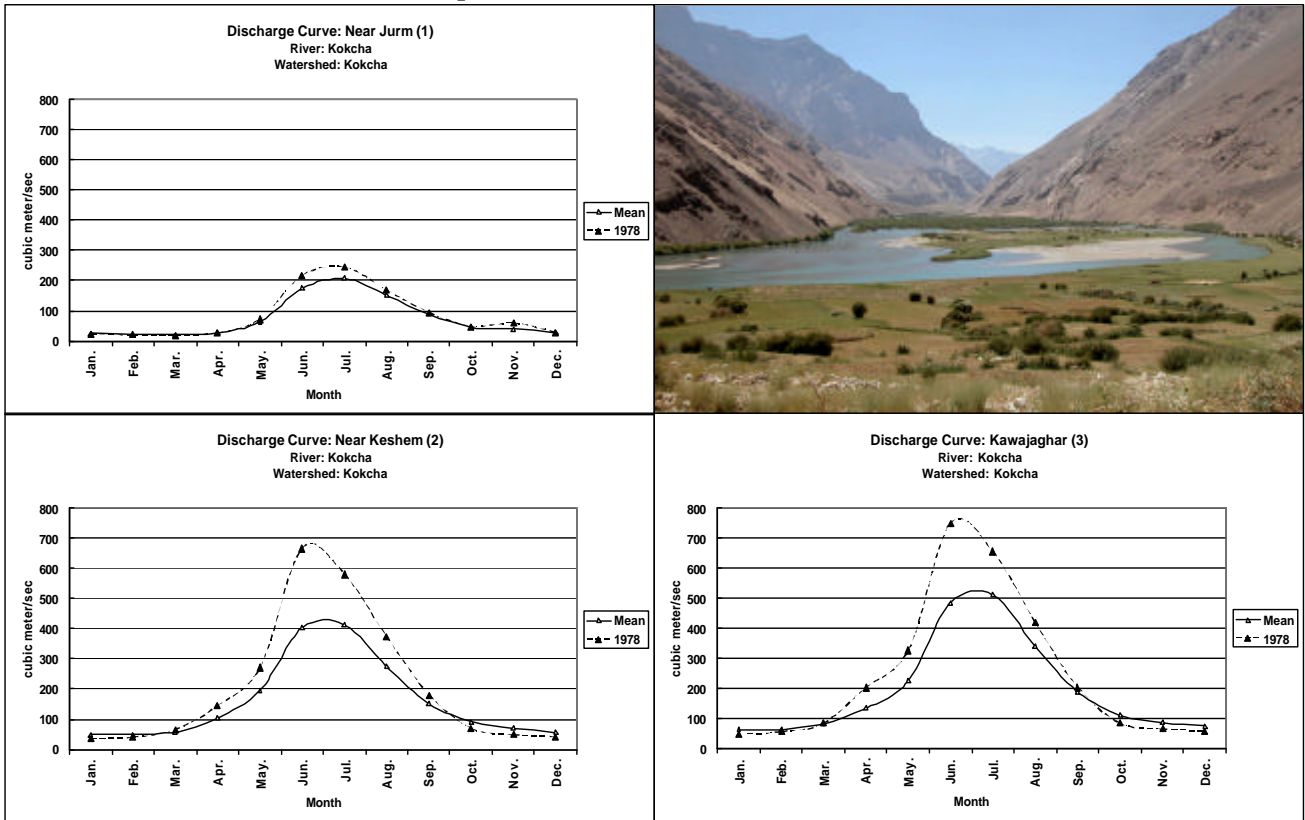 Discharge Curve: Near Jurm (1)
River: Kokcha
Watershed: Kokcha
800
700
600
500
400
300
200
100
0
cubic meter/sec
Jan.
Feb.
Mar.
Apr.
May.
Jun.
Jul.
Aug.
Sep.
Oct.
Nov.
Dec.
Month
Mean
1978
Discharge Curve: Near Keshem (2)
River: Kokcha
Watershed: Kokcha
800
700
600
500
400
300
200
100
0
cubic meter/sec
Jan.
Feb.
Mar.
Apr.
May.
Jun.
Jul.
Aug.
Sep.
Oct.
Nov.
Dec.
Month
Mean
1978
Discharge Curve: Kawajaghar (3)
River: Kokcha
Watershed: Kokcha
800
700
600
500
400
300
200
100
0
cubic meter/sec
Jan.
Feb.
Mar.
Apr.
May.
Jun.
Jul.
Aug.
Sep.
Oct.
Nov.
Dec.
Month
Mean
1978